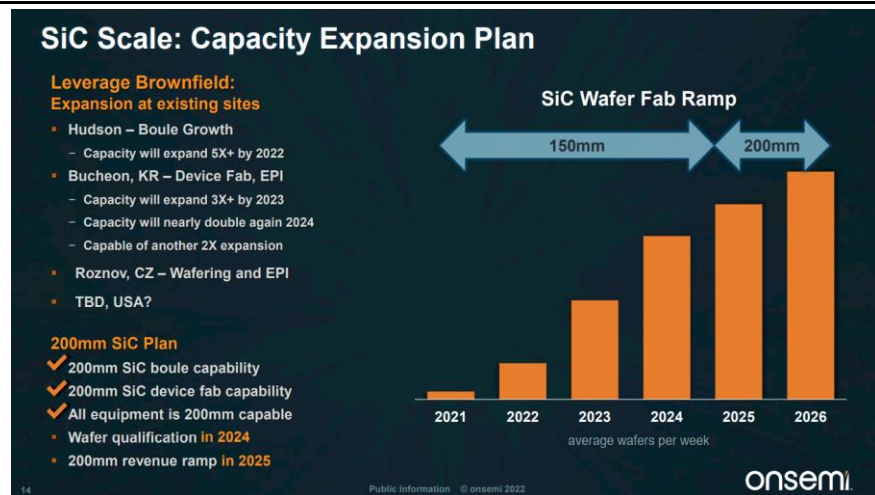 SiC Scale: Capacity Expansion Plan
Leverage Brownfield:
Expansion at existing sites
▪ Hudson – Boule Growth
– Capacity will expand 5X+ by 2022
▪ Bucheon, KR – Device Fab, EPI
– Capacity will expand 3X+ by 2023
– Capacity will nearly double again 2024
– Capable of another 2X expansion
▪ Roznov, CZ – Wafering and EPI
▪ TBD, USA?
200mm SiC Plan
✓ 200mm SiC boule capability
✓ 200mm SiC device fab capability
✓ All equipment is 200mm capable
▪ Wafer qualification in 2024
▪ 200mm revenue ramp in 2025
SiC Wafer Fab Ramp
150mm 200mm
2021 2022 2023 2024 2025 2026
average wafers per week
14
Public Information © onsemi 2022
onsemi